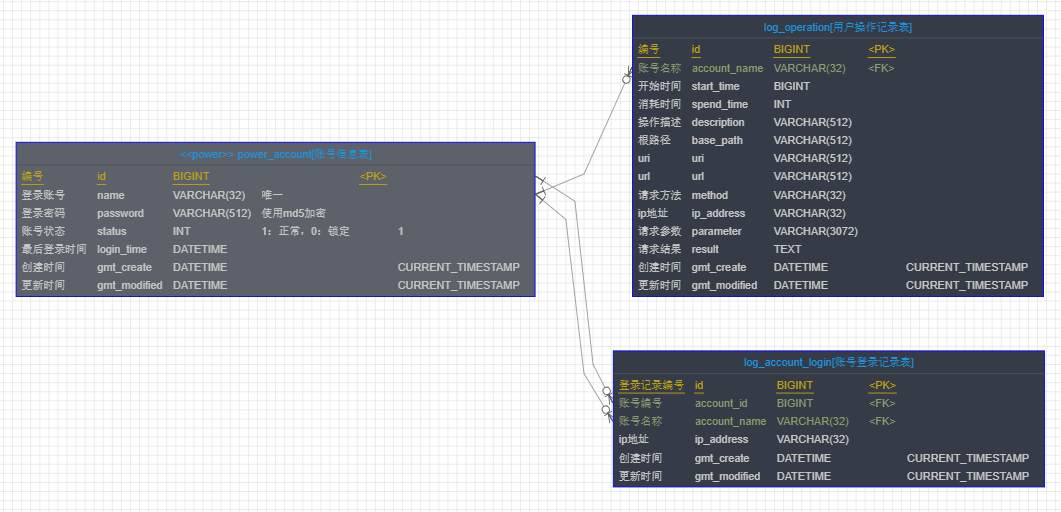 <<power>> power_account[账号信息表]
编号 id BIGINT <PK>
登录账号 name VARCHAR(32) 唯一
登录密码 password VARCHAR(512) 使用md5加密
账号状态 status INT 1：正常，0：锁定 1
最后登录时间 login_time DATETIME
创建时间 gmt_create DATETIME CURRENT_TIMESTAMP
更新时间 gmt_modified DATETIME CURRENT_TIMESTAMP
log_operation[用户操作记录表]
编号 id BIGINT <PK>
账号名称 account_name VARCHAR(32) <FK>
开始时间 start_time BIGINT
消耗时间 spend_time INT
操作描述 description VARCHAR(512)
根路径 base_path VARCHAR(512)
uri uri VARCHAR(512)
url url VARCHAR(512)
请求方法 method VARCHAR(32)
ip地址 ip_address VARCHAR(32)
请求参数 parameter VARCHAR(3072)
请求结果 result TEXT
创建时间 gmt_create DATETIME CURRENT_TIMESTAMP
更新时间 gmt_modified DATETIME CURRENT_TIMESTAMP
log_account_login[账号登录记录表]
登录记录编号 id BIGINT <PK>
账号编号 account_id BIGINT <FK>
账号名称 account_name VARCHAR(32) <FK>
ip地址 ip_address VARCHAR(32)
创建时间 gmt_create DATETIME CURRENT_TIMESTAMP
更新时间 gmt_modified DATETIME CURRENT_TIMESTAMP